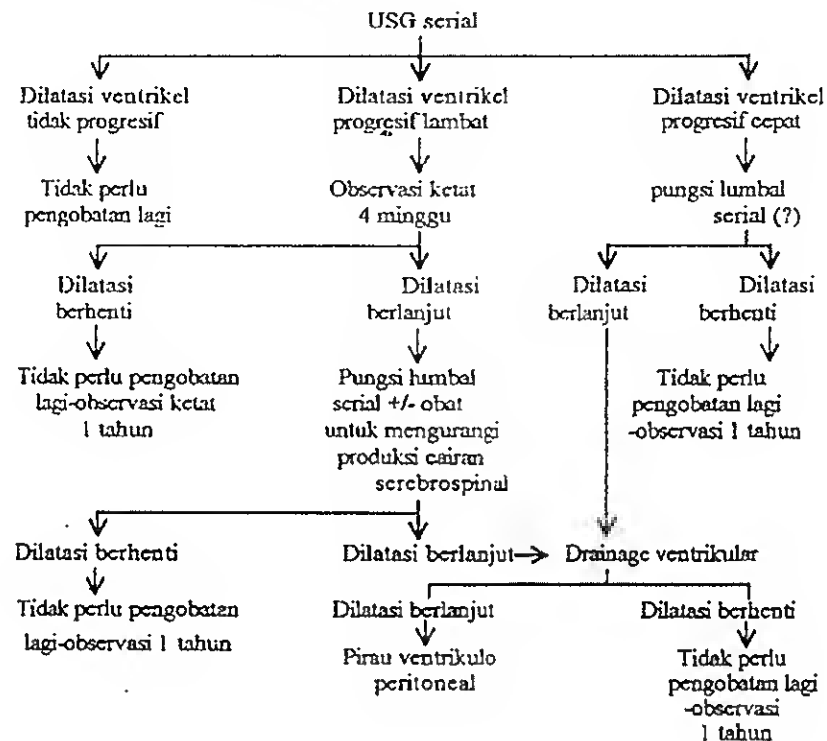 USG serial
Dilatasi ventrikel
tidak progresif
Dilatasi ventrikel
progresif lambat
Dilatasi ventrikel
progresif cepat
Tidak perlu
pengobatan lagi
Observasi ketat
4 minggu
pungsi lumbal
serial (?)
Dilatasi
berhenti
Dilatasi
berlanjut
Dilatasi
berlanjut
Dilatasi
berhenti
Tidak perlu pengobatan
lagi-observasi ketat
1 tahun
Pungsi lumbal
serial +/- obat
untuk mengurangi
produksi cairan
serebrospinal
Tidak perlu
pengobatan lagi
-observasi 1 tahun
Dilatasi berhenti
Dilatasi berlanjut
Drainage ventrikular
Tidak perlu pengobatan
lagi-observasi 1 tahun
Dilatasi berlanjut
Dilatasi berhenti
Pirau ventrikulo
peritoneal
Tidak perlu
pengobatan lagi
-observasi
1 tahun